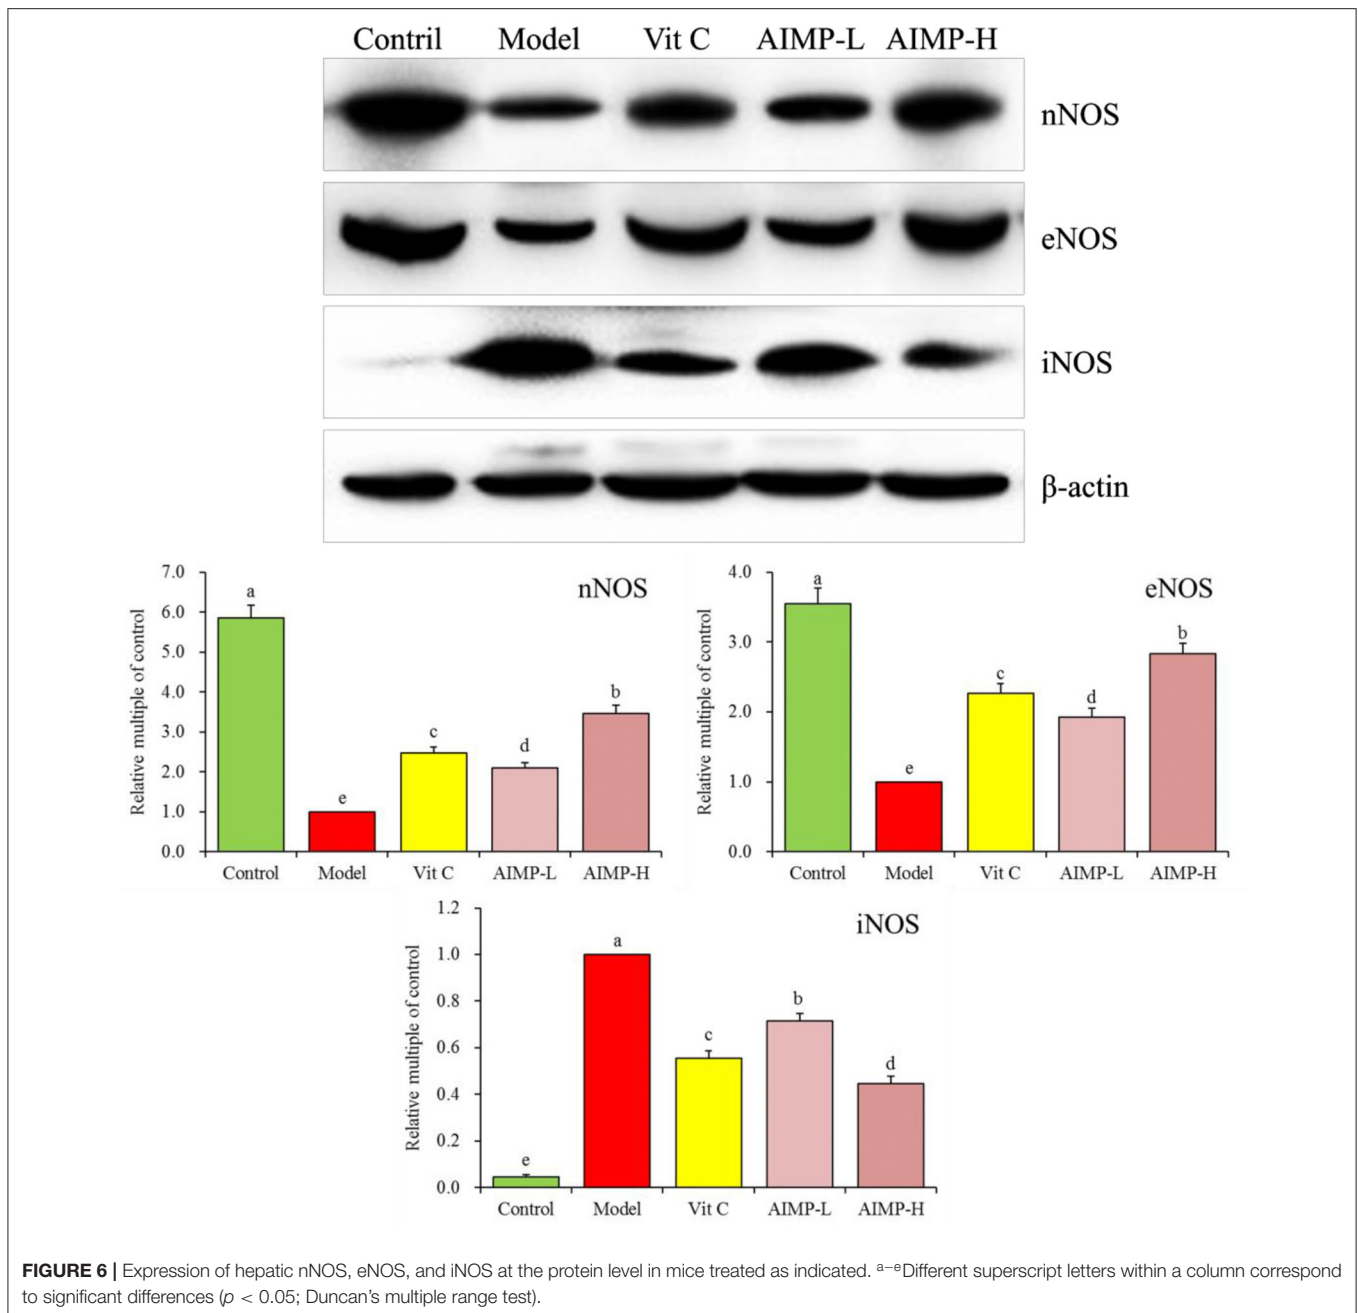 Contril Model Vit C AIMP-L AIMP-H
nNOS
eNOS
iNOS
β-actin
nNOS
Relative multiple of control
7.0
6.0
5.0
4.0
3.0
2.0
1.0
0.0
a
e
c
d
b
Control Model Vit C AIMP-L AIMP-H
eNOS
Relative multiple of control
4.0
3.0
2.0
1.0
0.0
a
e
c
d
b
Control Model Vit C AIMP-L AIMP-H
iNOS
Relative multiple of control
1.2
1.0
0.8
0.6
0.4
0.2
0.0
e
a
c
b
d
Control Model Vit C AIMP-L AIMP-H
FIGURE 6 | Expression of hepatic nNOS, eNOS, and iNOS at the protein level in mice treated as indicated. a–eDifferent superscript letters within a column correspond
to significant differences (p < 0.05; Duncan's multiple range test).